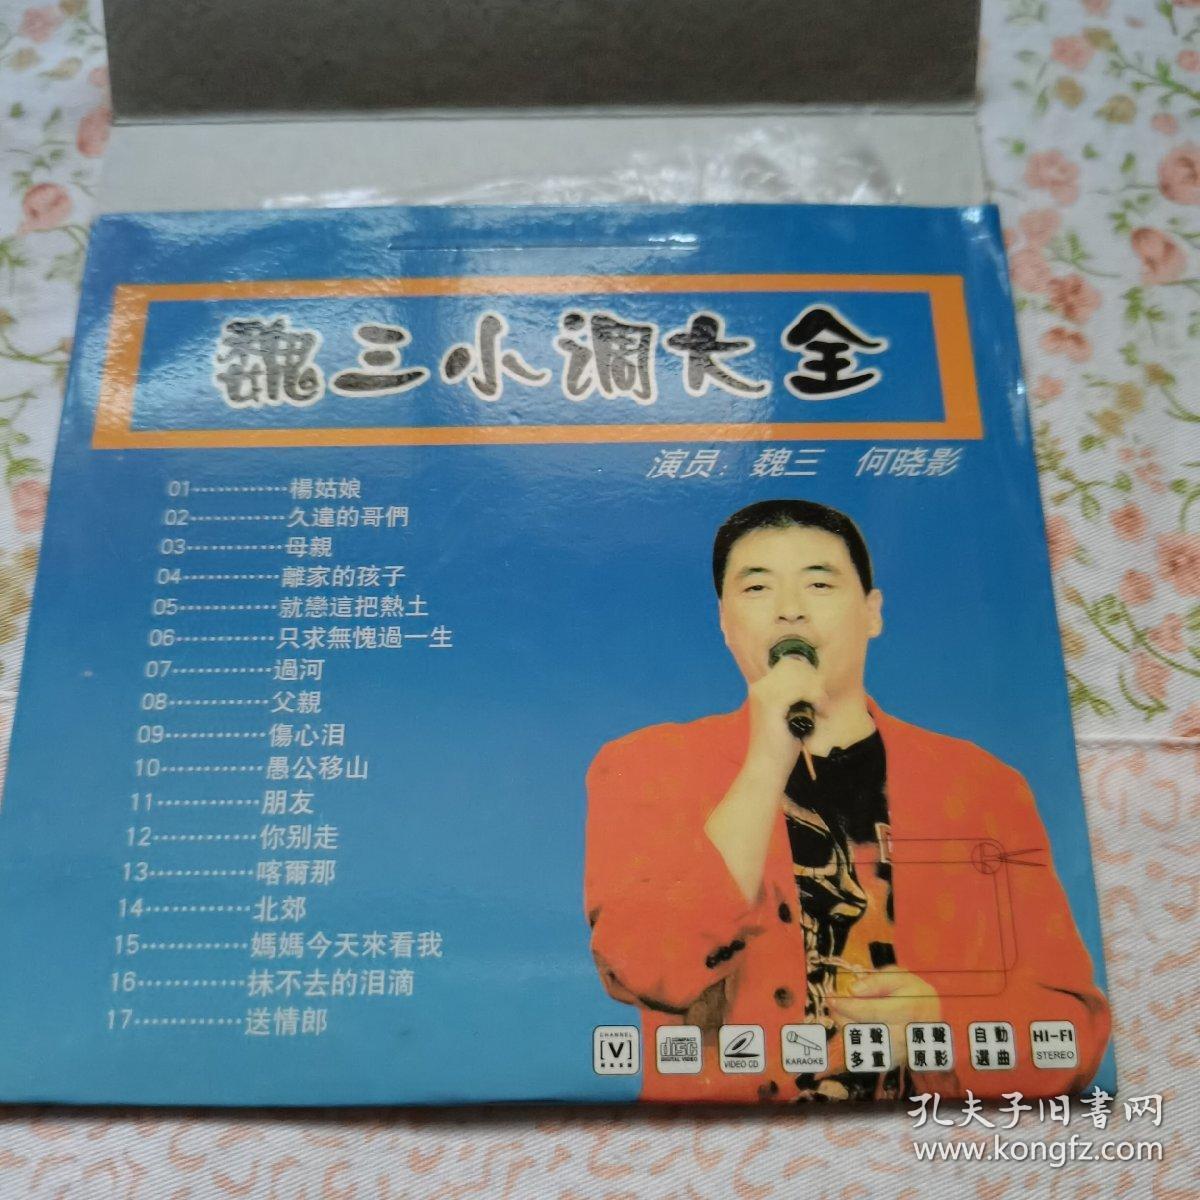 魏三小调大全
演员：魏三 何晓影
01…………楊姑娘
02…………久違的哥們
03…………母親
04…………離家的孩子
05…………就戀這把熱土
06…………只求無愧過一生
07…………過河
08…………父親
09…………傷心泪
10…………愚公移山
11…………朋友
12…………你别走
13…………喀爾那
14…………北郊
15…………媽媽今天來看我
16…………抹不去的泪滴
17…………送情郎
CHANNEL
[V]
COMPACT
disc
DIGITAL VIDEO
VIDEO CD
KARAOKE
音聲
多重
原聲
原影
自動
選曲
HI-FI
STEREO
孔夫子旧書网
www.kongfz.com